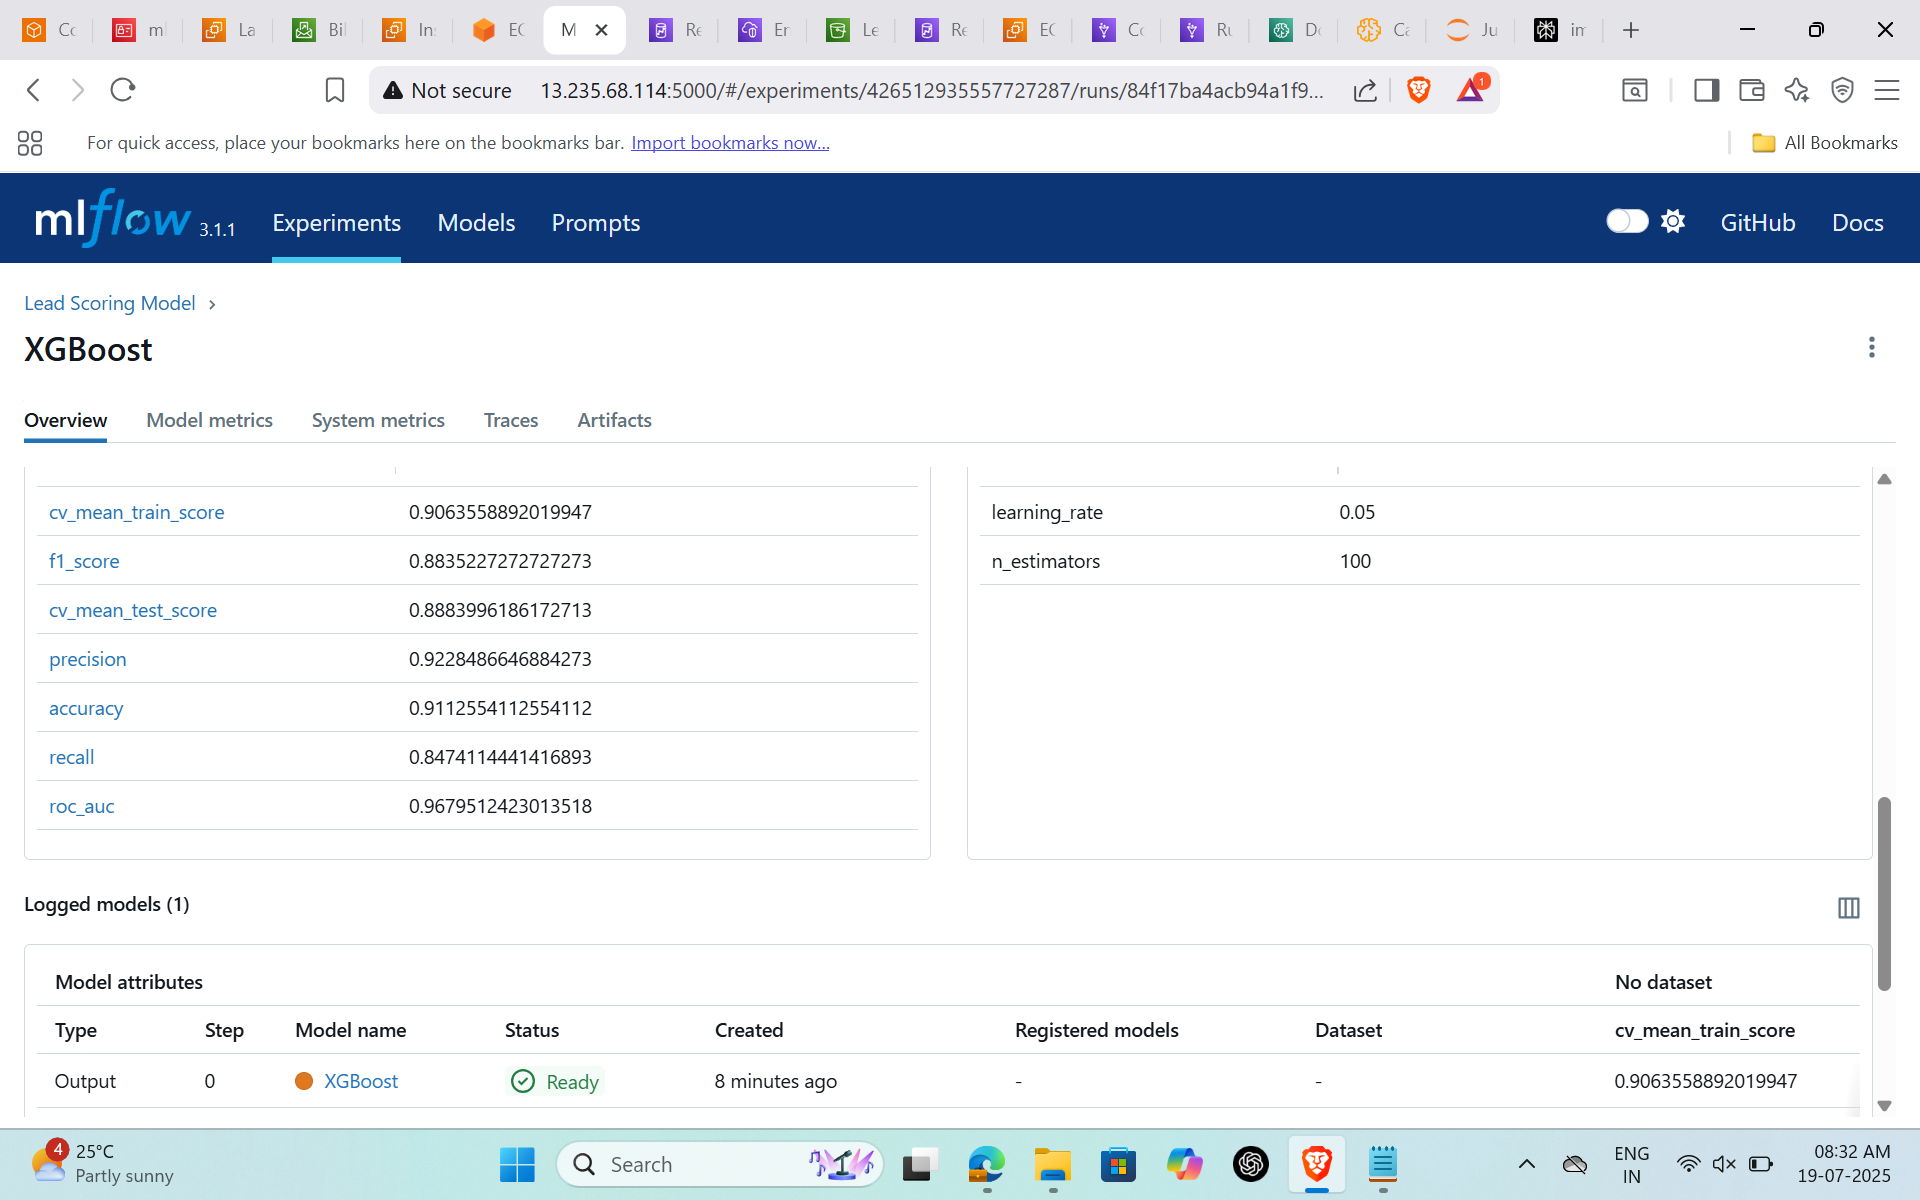 Cc
m
La
Bil
In
EC
M
Re
Er
Le
Re
EC
Cc
Ru
Dc
Ca
Ju
im
Not secure 13.235.68.114:5000/#/experiments/426512935557727287/runs/84f17ba4acb94a1f9...
1
For quick access, place your bookmarks here on the bookmarks bar. Import bookmarks now...
All Bookmarks
mlflow 3.1.1 Experiments Models Prompts GitHub Docs
Lead Scoring Model ›
XGBoost
Overview Model metrics System metrics Traces Artifacts
cv_mean_train_score 0.9063558892019947
f1_score 0.8835227272727273
cv_mean_test_score 0.8883996186172713
precision 0.9228486646884273
accuracy 0.9112554112554112
recall 0.8474114441416893
roc_auc 0.9679512423013518
learning_rate 0.05
n_estimators 100
Logged models (1)
Model attributes No dataset
Type Step Model name Status Created Registered models Dataset cv_mean_train_score
Output 0 XGBoost Ready 8 minutes ago - - 0.9063558892019947
4
25°C
Partly sunny
Search
ENG
IN
08:32 AM
19-07-2025